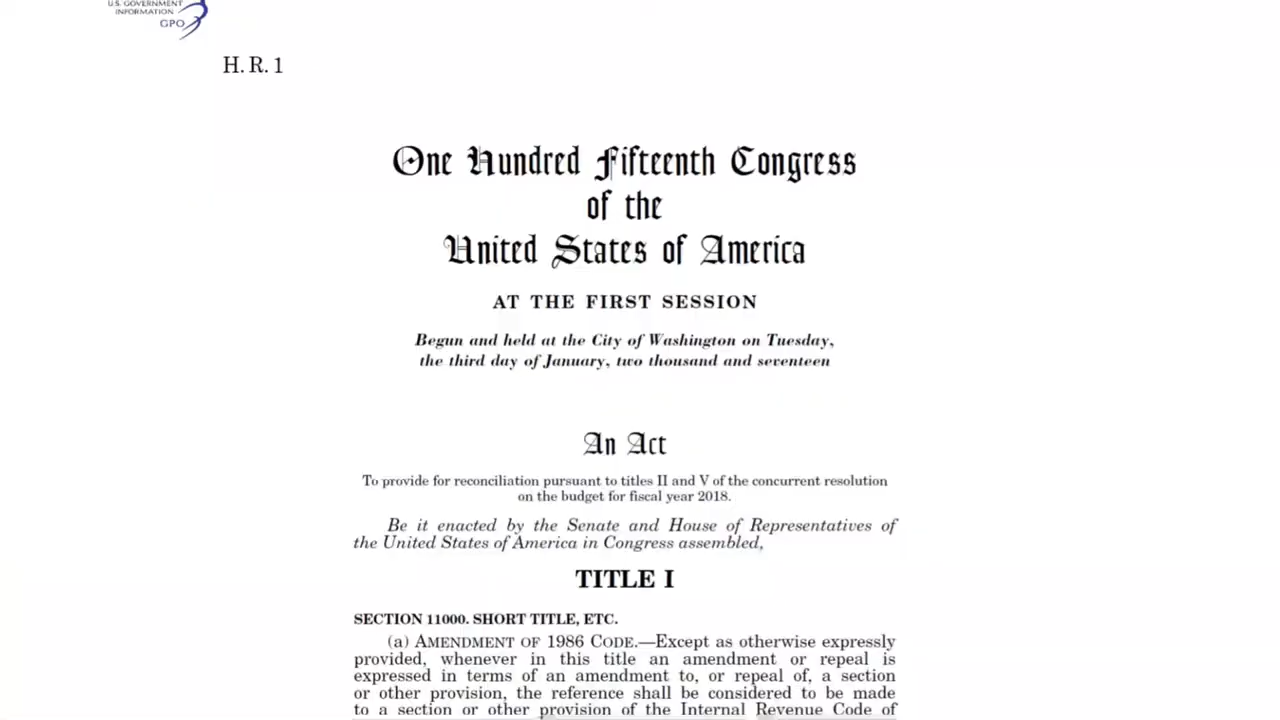 U.S. GOVERNMENT
INFORMATION
GPO
H. R. 1
One Hundred Fifteenth Congress
of the
United States of America
AT THE FIRST SESSION
Begun and held at the City of Washington on Tuesday,
the third day of January, two thousand and seventeen
An Act
To provide for reconciliation pursuant to titles II and V of the concurrent resolution
on the budget for fiscal year 2018.
Be it enacted by the Senate and House of Representatives of
the United States of America in Congress assembled,
TITLE I
SECTION 11000. SHORT TITLE, ETC.
(a) AMENDMENT OF 1986 CODE.—Except as otherwise expressly
provided, whenever in this title an amendment or repeal is
expressed in terms of an amendment to, or repeal of, a section
or other provision, the reference shall be considered to be made
to a section or other provision of the Internal Revenue Code of